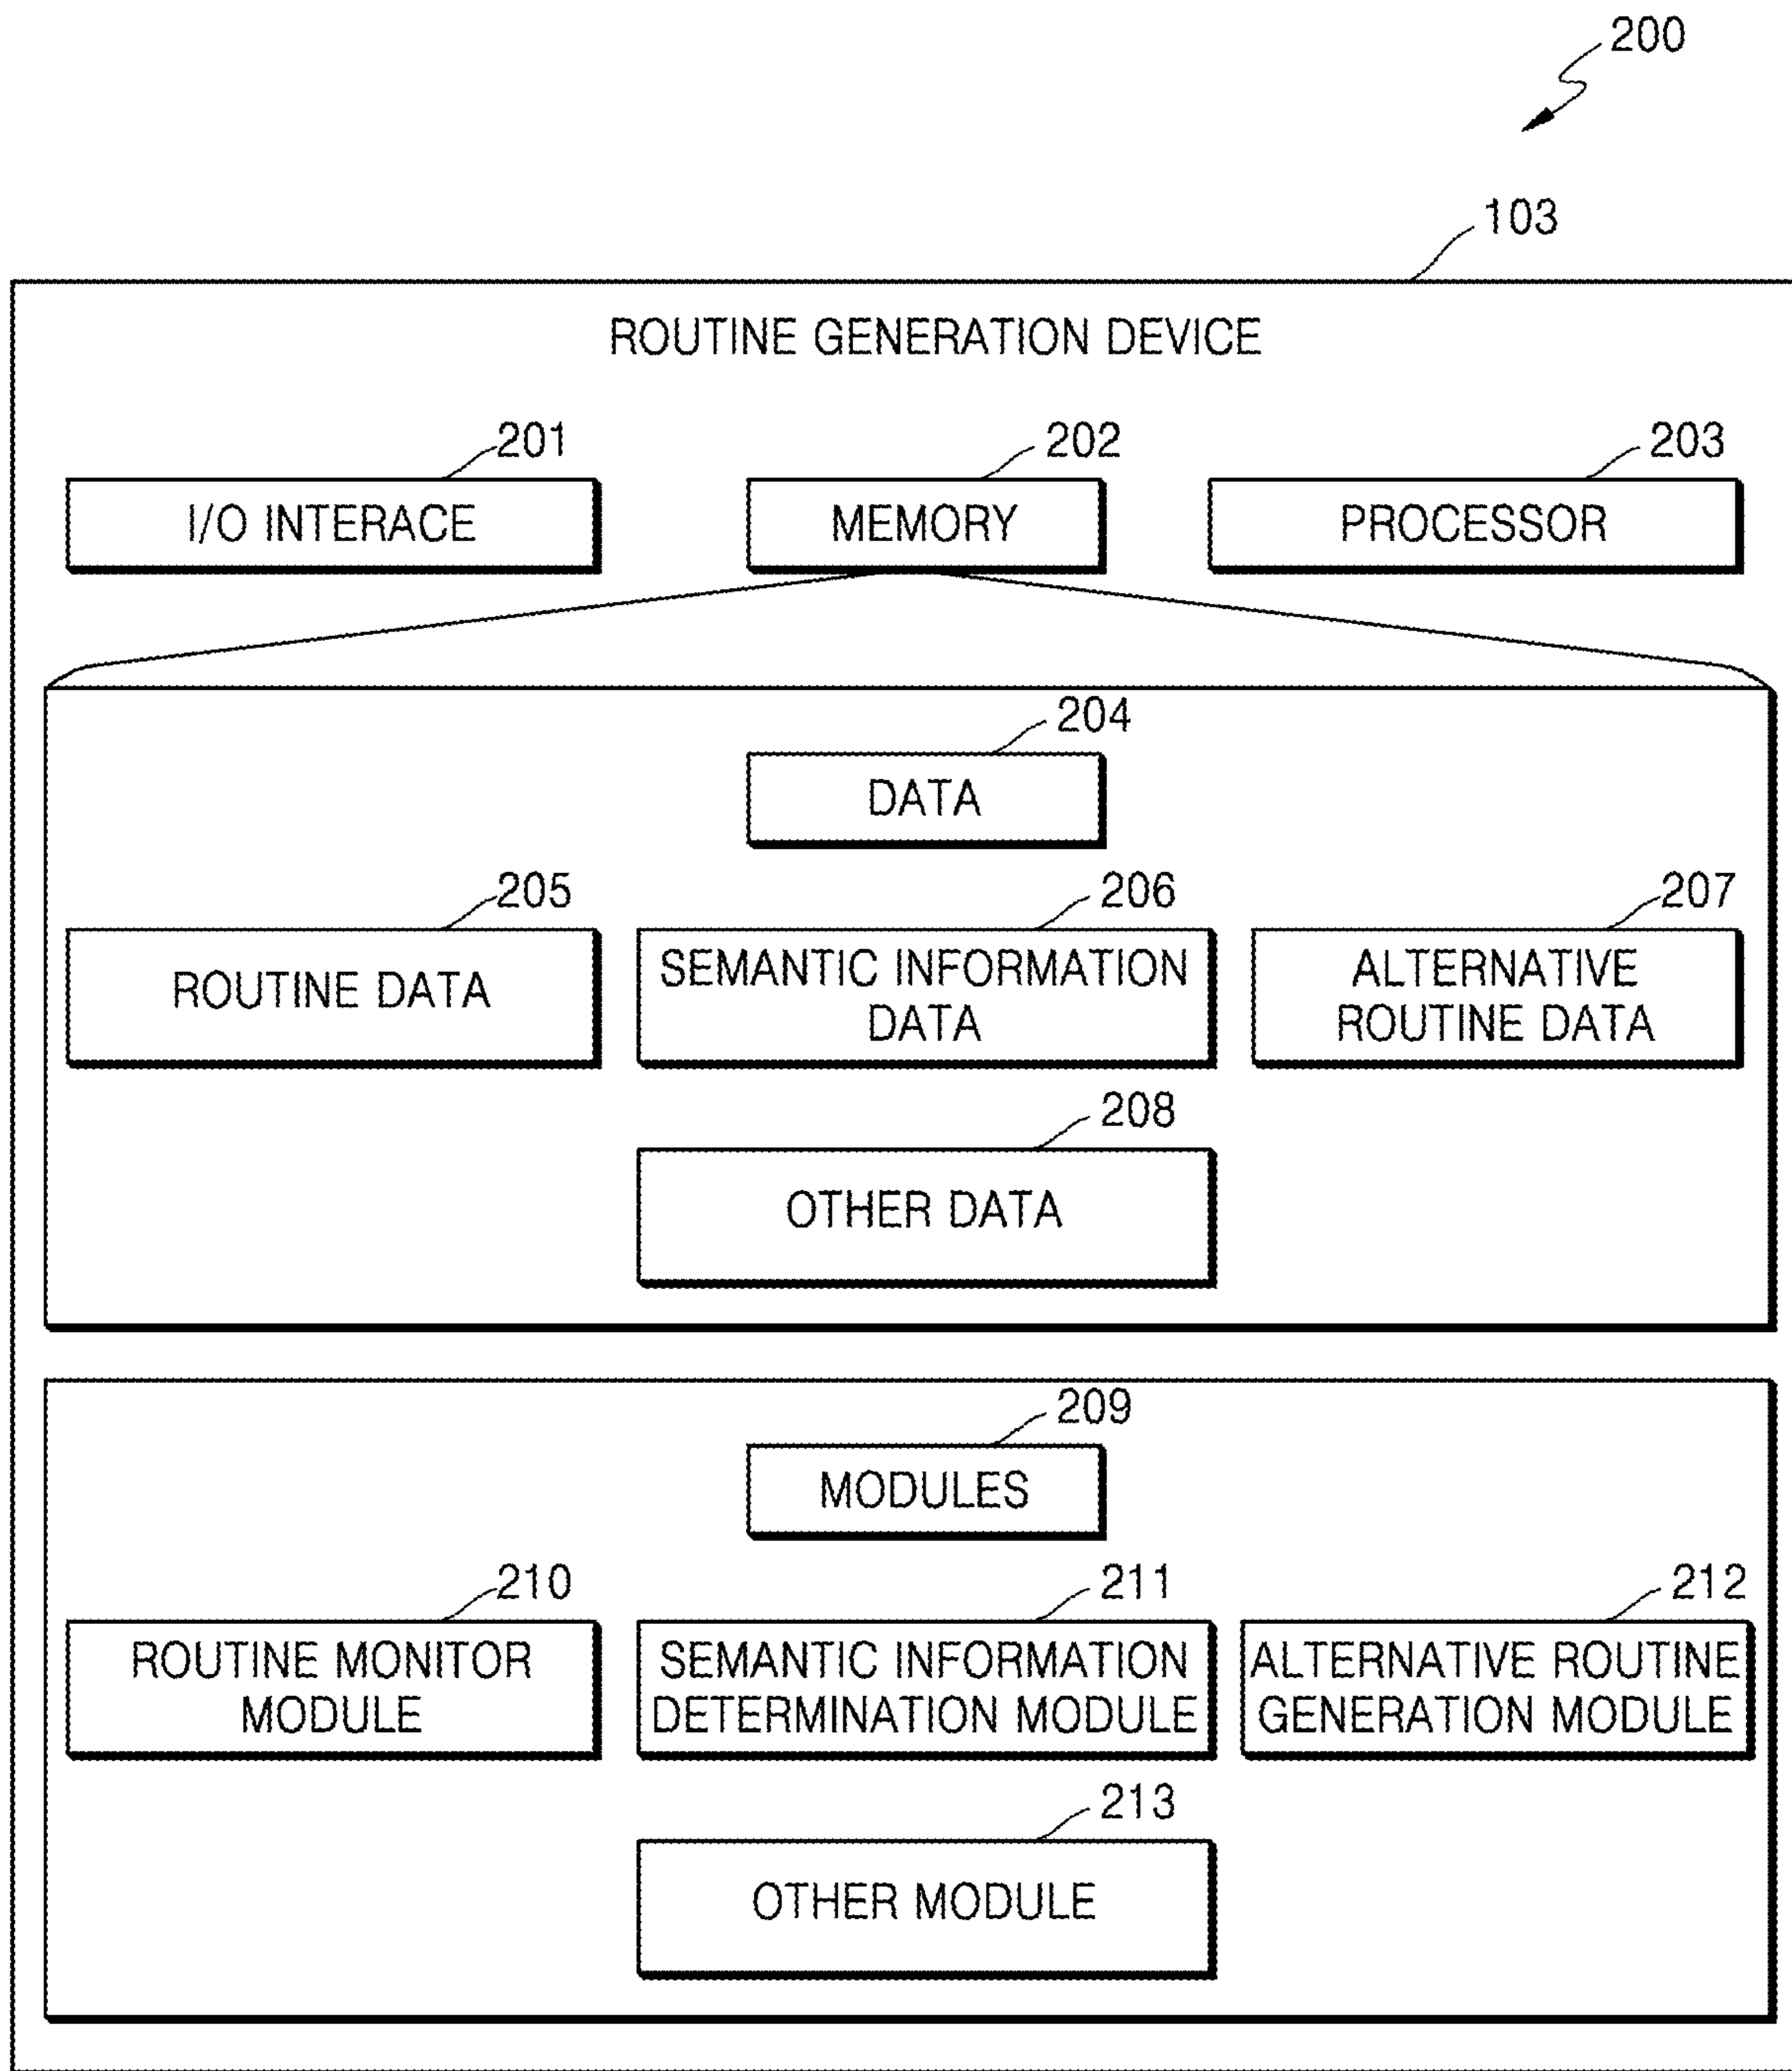 200
103
ROUTINE GENERATION DEVICE
201
202
203
I/O INTERACE
MEMORY
PROCESSOR
204
DATA
205
206
207
ROUTINE DATA
SEMANTIC INFORMATION
DATA
ALTERNATIVE
ROUTINE DATA
208
OTHER DATA
209
MODULES
210
211
212
ROUTINE MONITOR
MODULE
SEMANTIC INFORMATION
DETERMINATION MODULE
ALTERNATIVE ROUTINE
GENERATION MODULE
213
OTHER MODULE